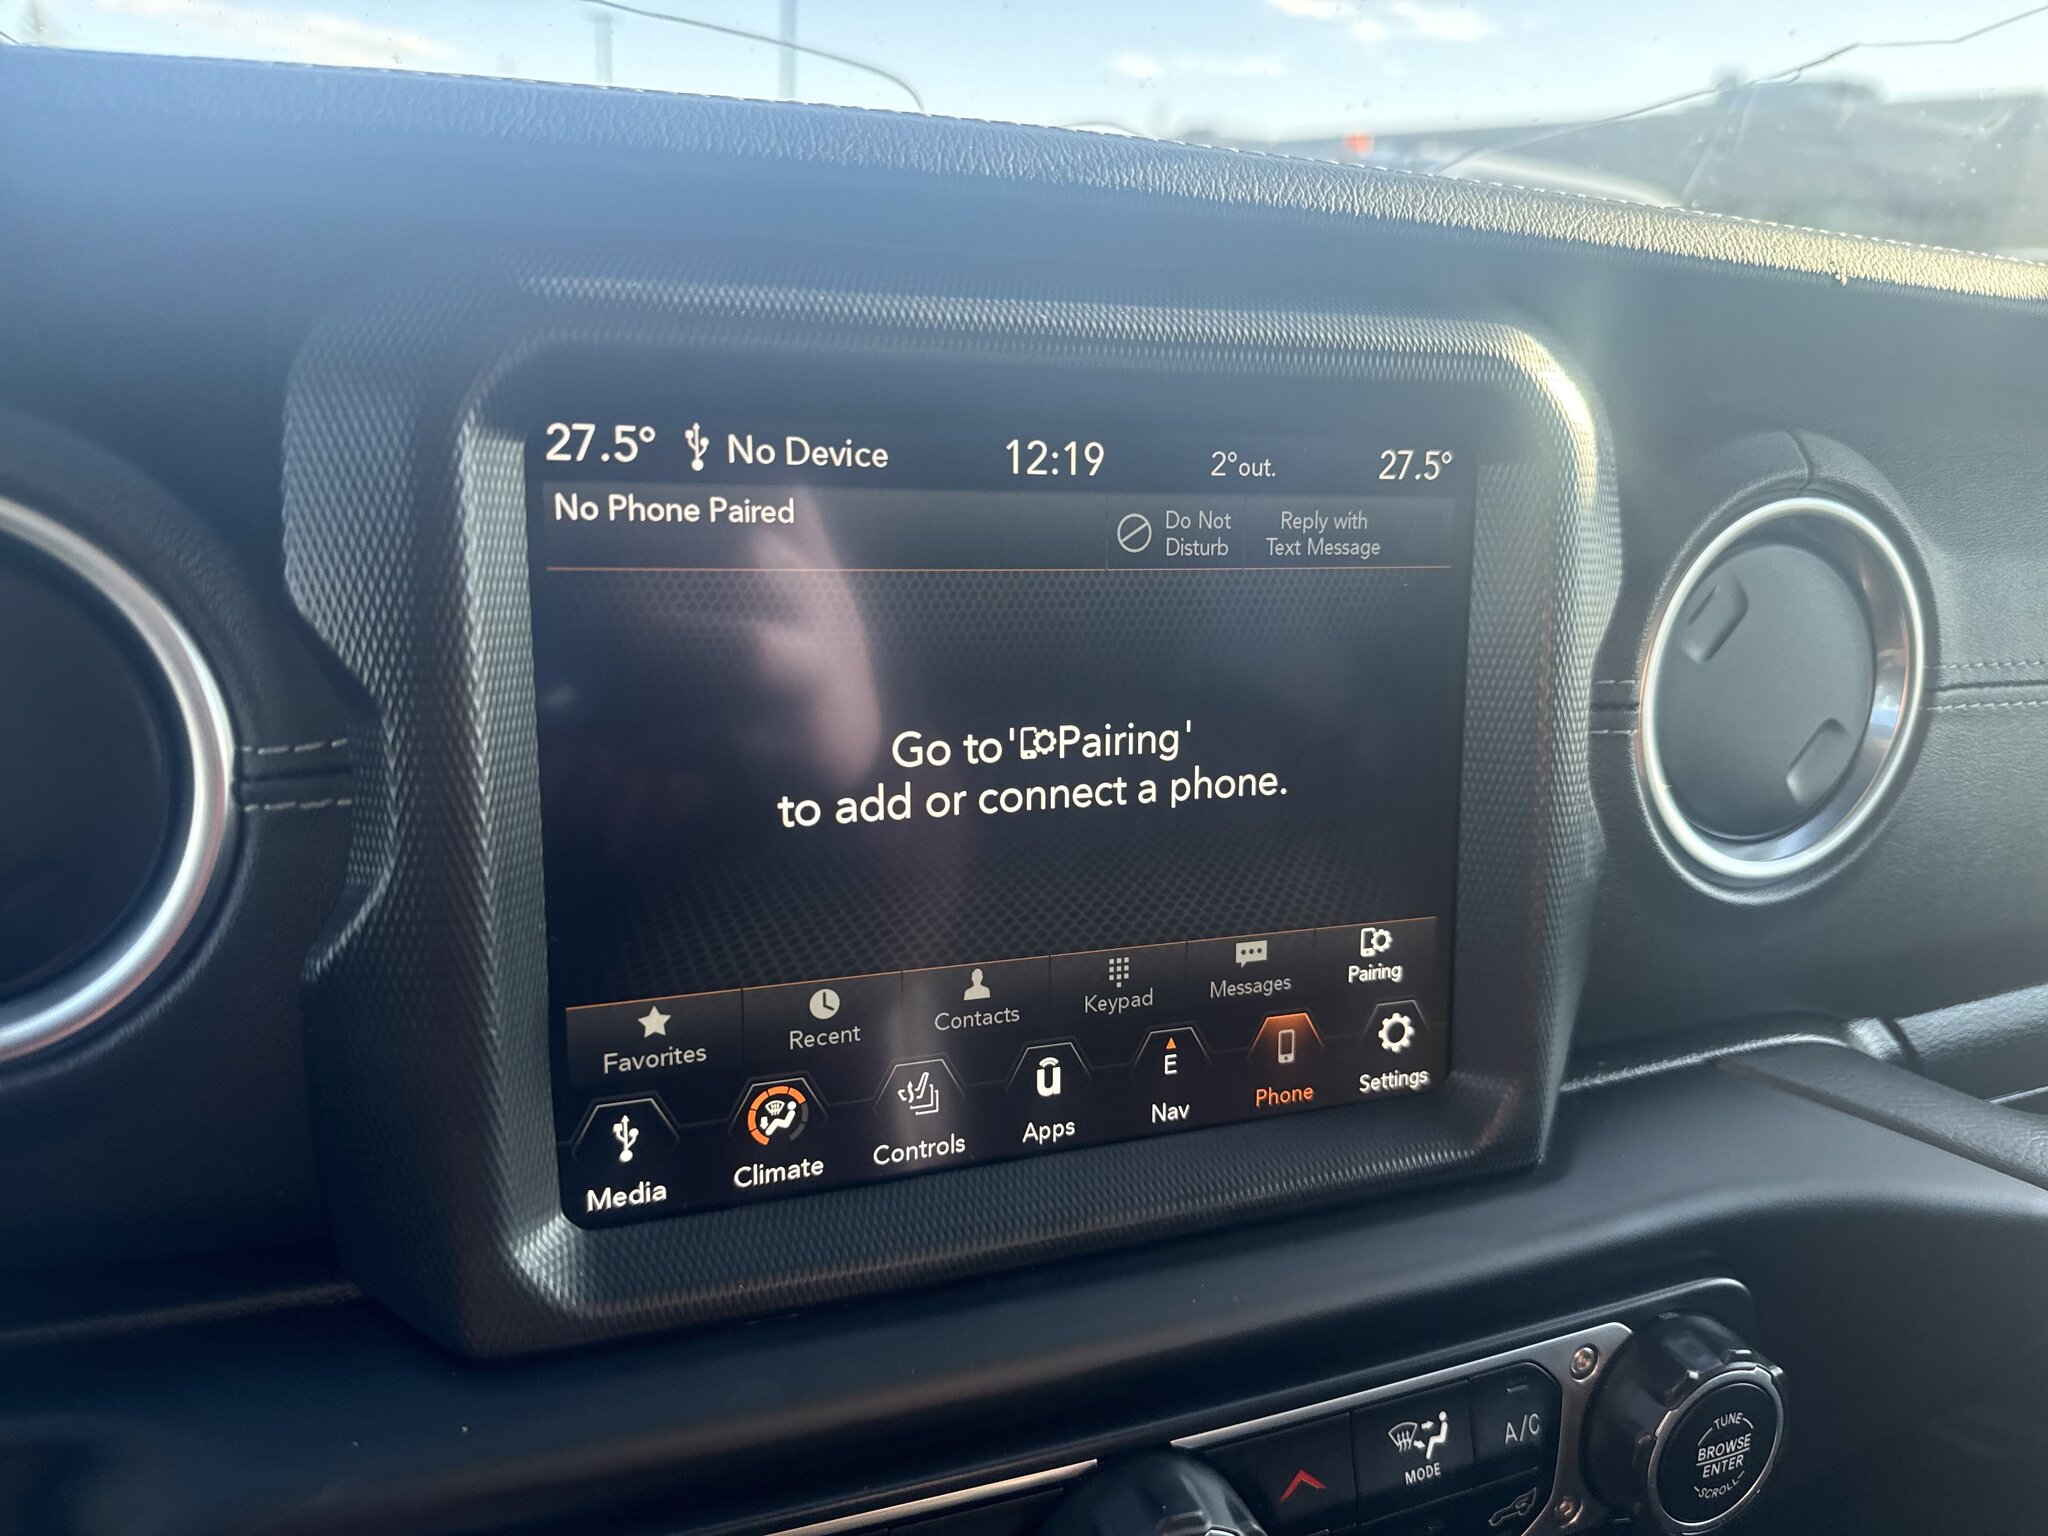 27.5° No Device 12:19 2°out. 27.5°
No Phone Paired
Do Not
Disturb
Reply with
Text Message
Go to 'Pairing'
to add or connect a phone.
Favorites
Recent
Contacts
Keypad
Messages
Pairing
Media
Climate
Controls
Apps
E
Nav
Phone
Settings
MODE
A/C
TUNE
BROWSE
ENTER
SCROLL